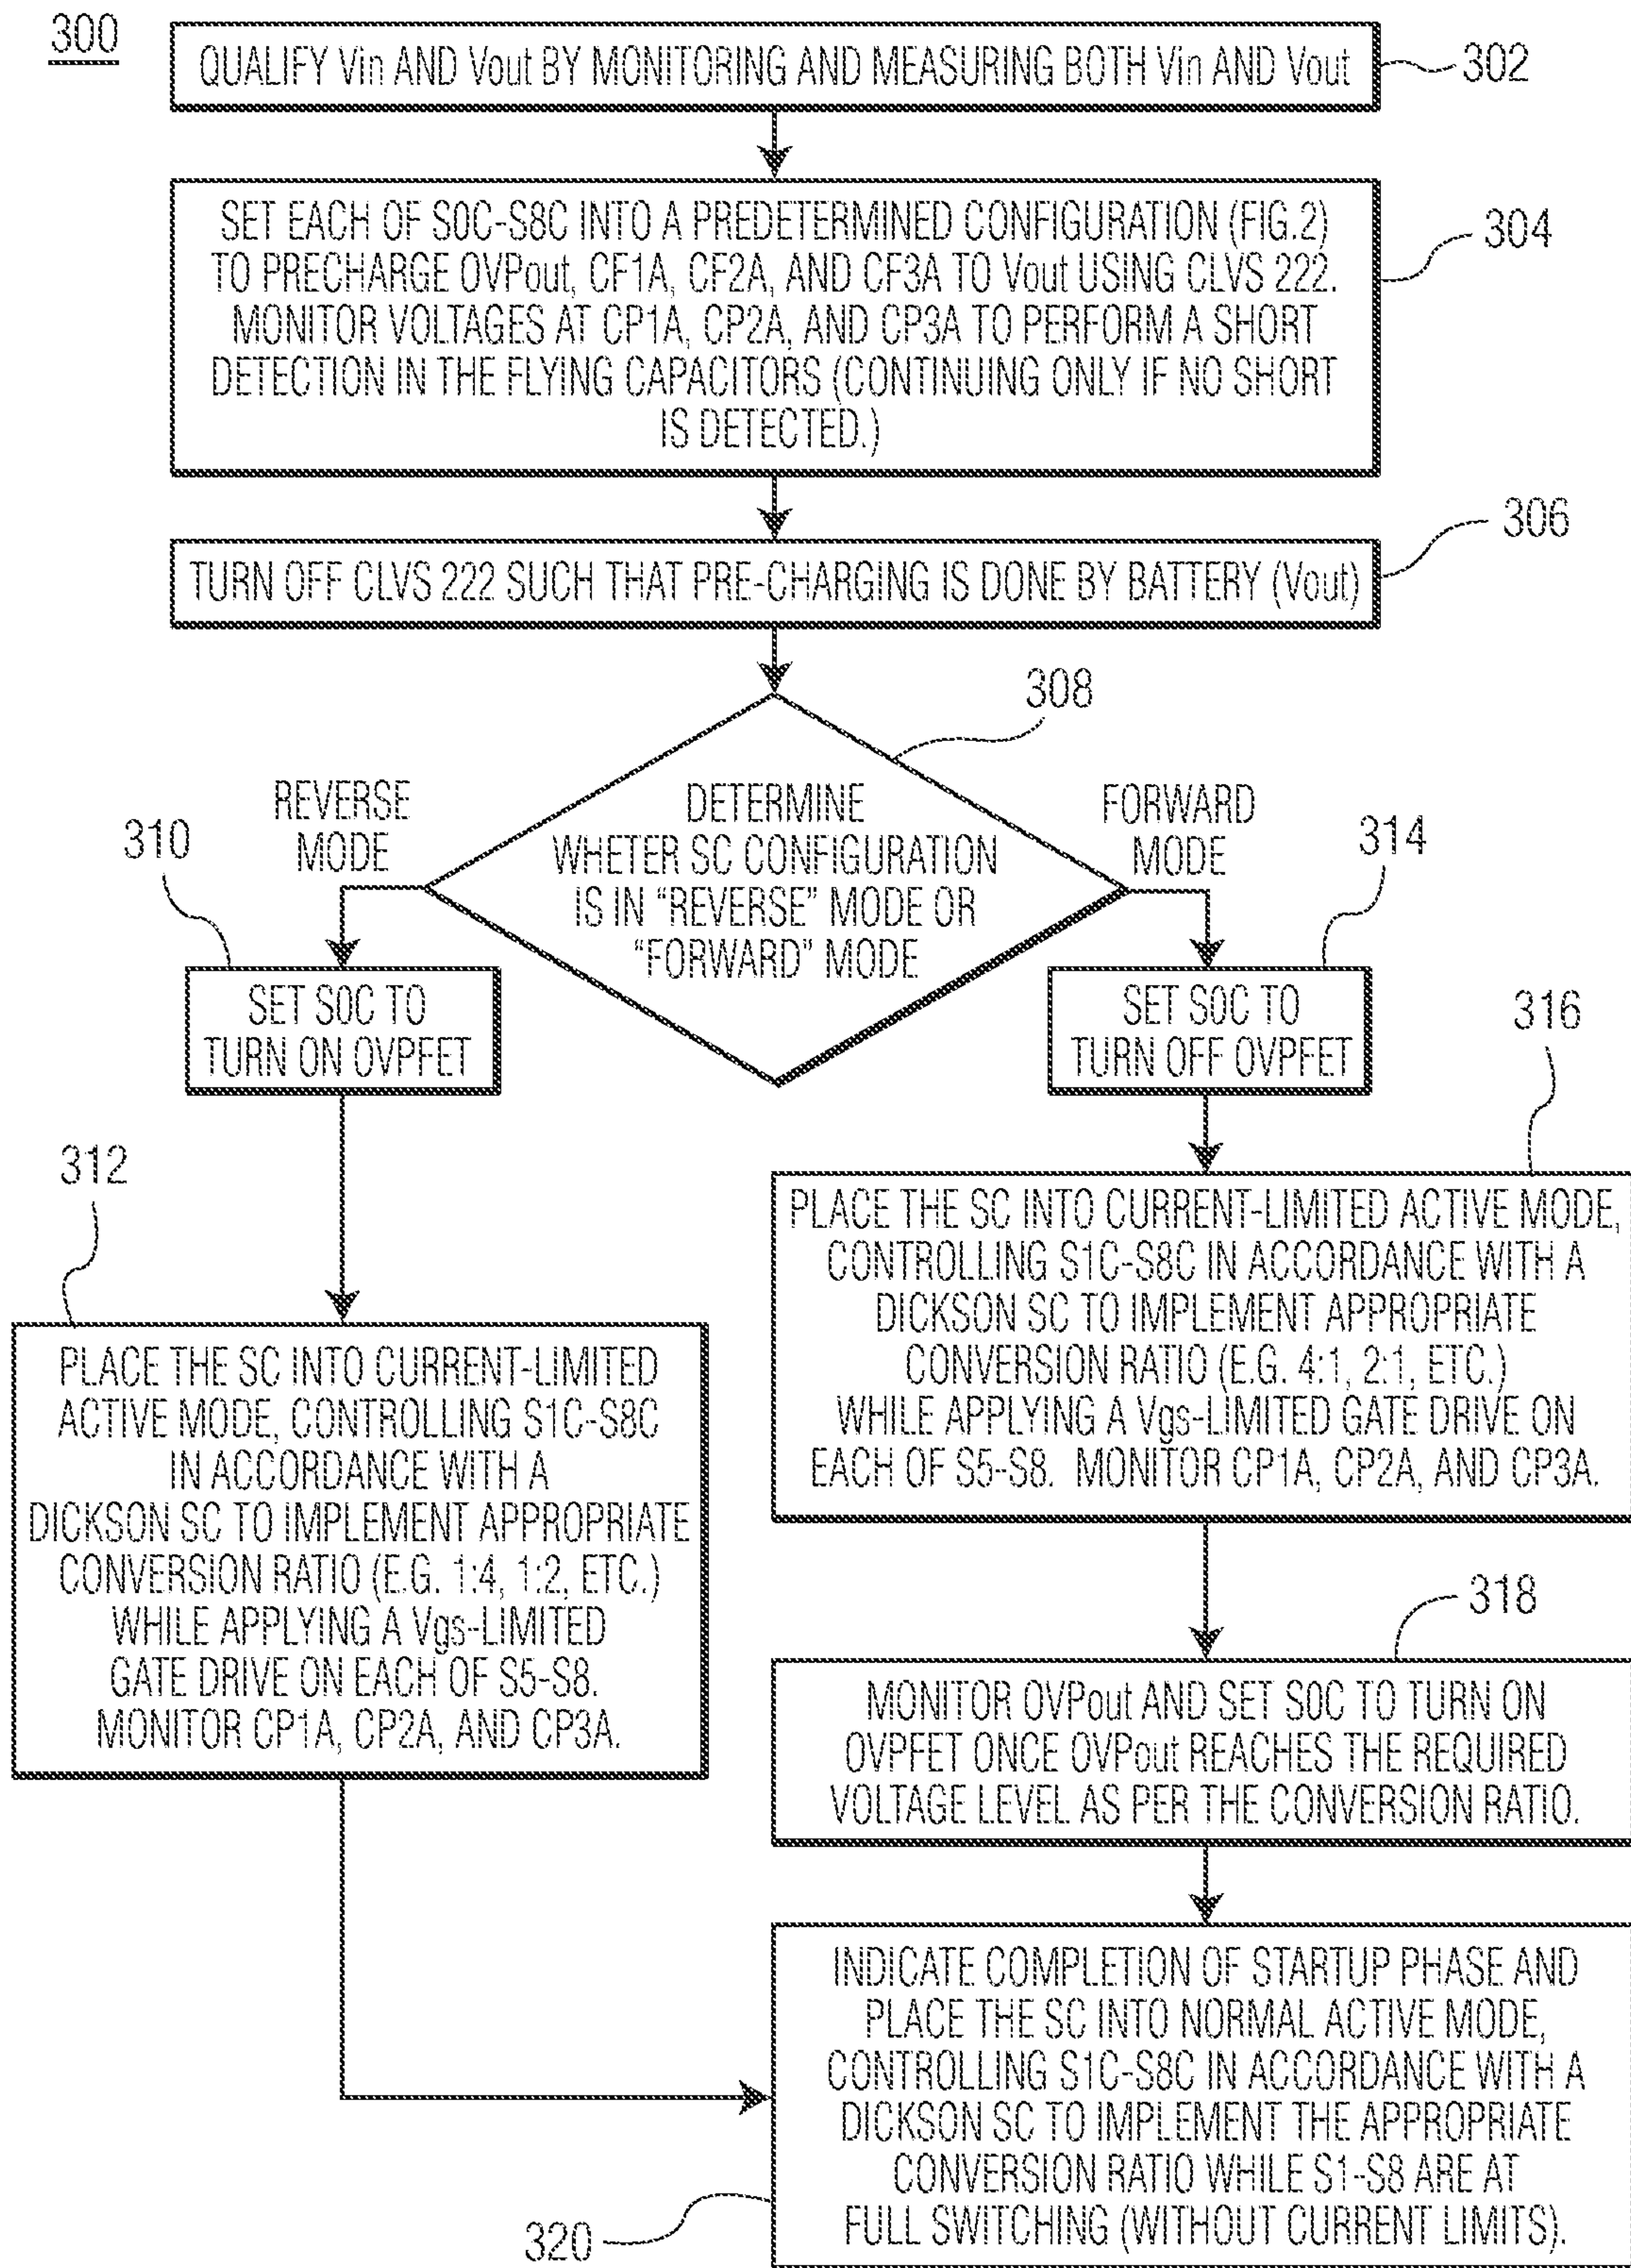 300
QUALIFY Vin AND Vout BY MONITORING AND MEASURING BOTH Vin AND Vout
302
SET EACH OF S0C-S8C INTO A PREDETERMINED CONFIGURATION (FIG.2)
TO PRECHARGE OVPout, CF1A, CF2A, AND CF3A TO Vout USING CLVS 222.
MONITOR VOLTAGES AT CP1A, CP2A, AND CP3A TO PERFORM A SHORT
DETECTION IN THE FLYING CAPACITORS (CONTINUING ONLY IF NO SHORT
IS DETECTED.)
304
TURN OFF CLVS 222 SUCH THAT PRE-CHARGING IS DONE BY BATTERY (Vout)
306
308
DETERMINE
WHETER SC CONFIGURATION
IS IN "REVERSE" MODE OR
"FORWARD" MODE
REVERSE
MODE
FORWARD
MODE
310
SET S0C TO
TURN ON OVPFET
314
SET S0C TO
TURN OFF OVPFET
312
PLACE THE SC INTO CURRENT-LIMITED
ACTIVE MODE, CONTROLLING S1C-S8C
IN ACCORDANCE WITH A
DICKSON SC TO IMPLEMENT APPROPRIATE
CONVERSION RATIO (E.G. 1:4, 1:2, ETC.)
WHILE APPLYING A Vgs-LIMITED
GATE DRIVE ON EACH OF S5-S8.
MONITOR CP1A, CP2A, AND CP3A.
316
PLACE THE SC INTO CURRENT-LIMITED ACTIVE MODE,
CONTROLLING S1C-S8C IN ACCORDANCE WITH A
DICKSON SC TO IMPLEMENT APPROPRIATE
CONVERSION RATIO (E.G. 4:1, 2:1, ETC.)
WHILE APPLYING A Vgs-LIMITED GATE DRIVE ON
EACH OF S5-S8. MONITOR CP1A, CP2A, AND CP3A.
318
MONITOR OVPout AND SET S0C TO TURN ON
OVPFET ONCE OVPout REACHES THE REQUIRED
VOLTAGE LEVEL AS PER THE CONVERSION RATIO.
INDICATE COMPLETION OF STARTUP PHASE AND
PLACE THE SC INTO NORMAL ACTIVE MODE,
CONTROLLING S1C-S8C IN ACCORDANCE WITH A
DICKSON SC TO IMPLEMENT THE APPROPRIATE
CONVERSION RATIO WHILE S1-S8 ARE AT
FULL SWITCHING (WITHOUT CURRENT LIMITS).
320